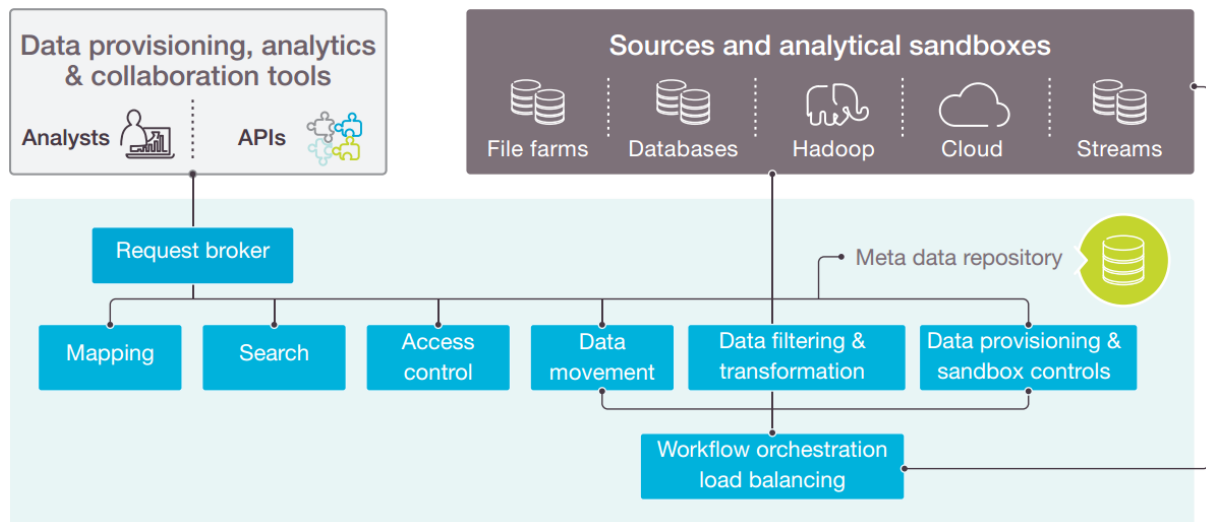 Data provisioning, analytics
& collaboration tools
Analysts
APIs
Sources and analytical sandboxes
File farms
Databases
Hadoop
Cloud
Streams
Request broker
Meta data repository
Mapping
Search
Access
control
Data
movement
Data filtering &
transformation
Data provisioning &
sandbox controls
Workflow orchestration
load balancing